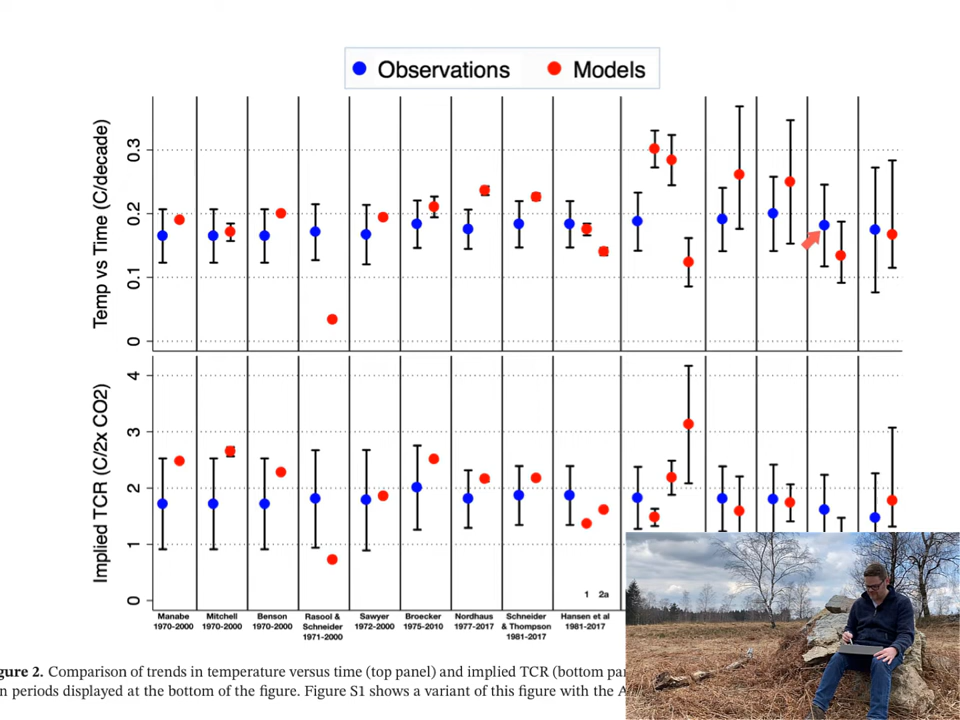 Observations Models
Temp vs Time (C/decade)
0.3
0.2
0.1
0
Implied TCR (C/2x CO2)
4
3
2
1
0
1 2a
Manabe
1970-2000
Mitchell
1970-2000
Benson
1970-2000
Rasool &
Schneider
1971-2000
Sawyer
1972-2000
Broecker
1975-2010
Nordhaus
1977-2017
Schneider
& Thompson
1981-2017
Hansen et al
1981-2017
gure 2. Comparison of trends in temperature versus time (top panel) and implied TCR (bottom pa
n periods displayed at the bottom of the figure. Figure S1 shows a variant of this figure with the A